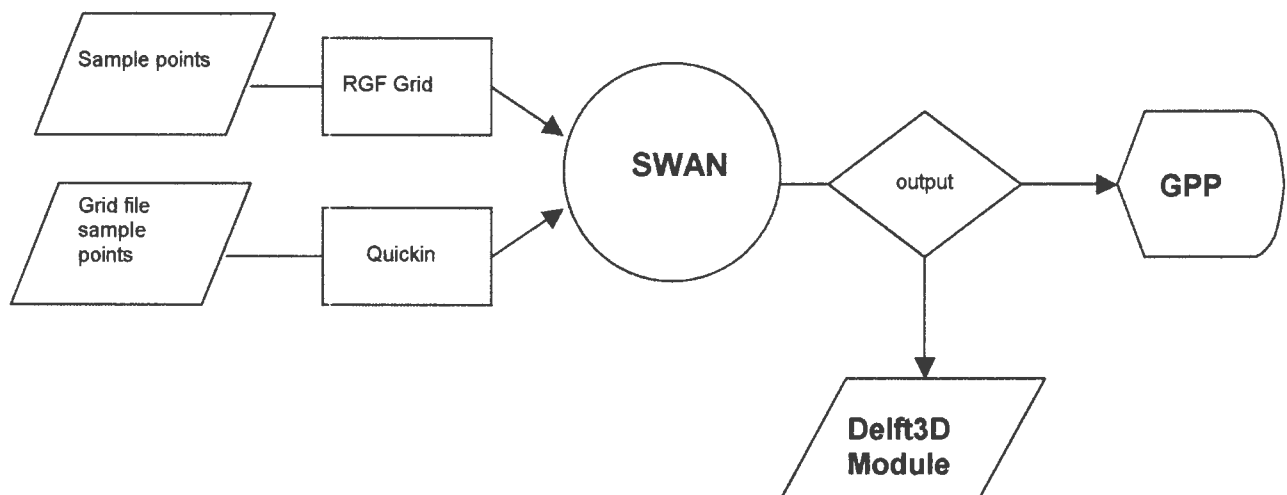 Sample points
RGF Grid
SWAN
output
GPP
Grid file
sample
points
Quickin
Delft3D
Module